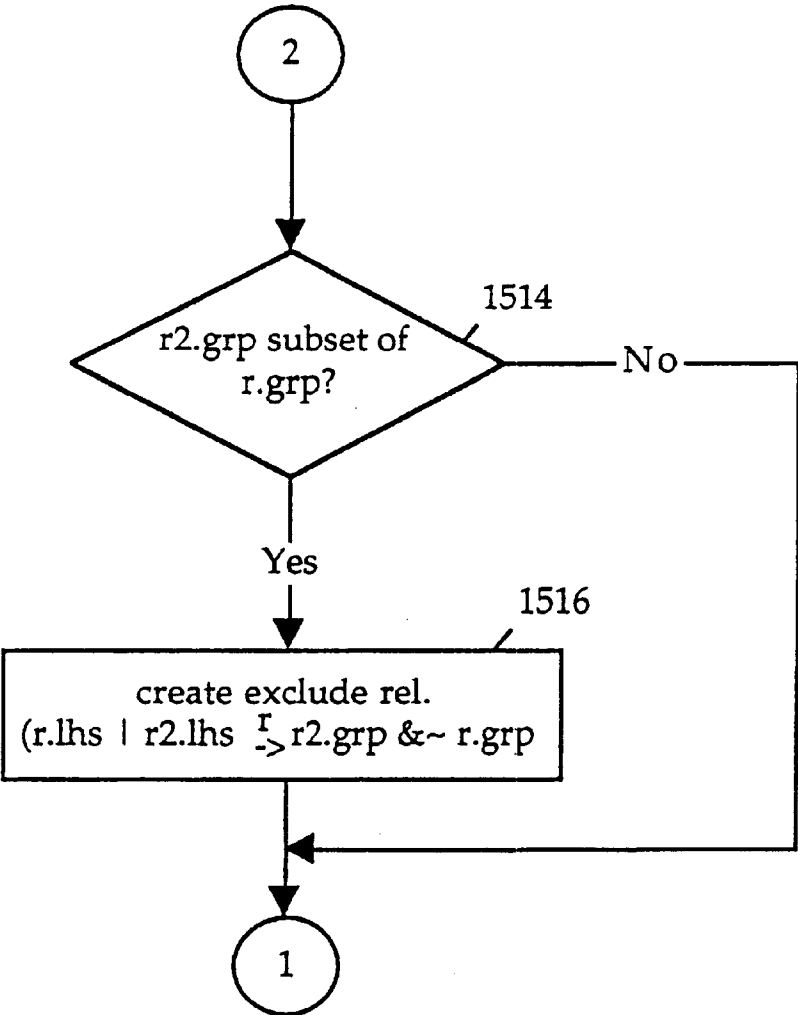 2
1514
r2.grp subset of
r.grp?
No
Yes
1516
create exclude rel.
(r.lhs | r2.lhs r -> r2.grp &~ r.grp
1